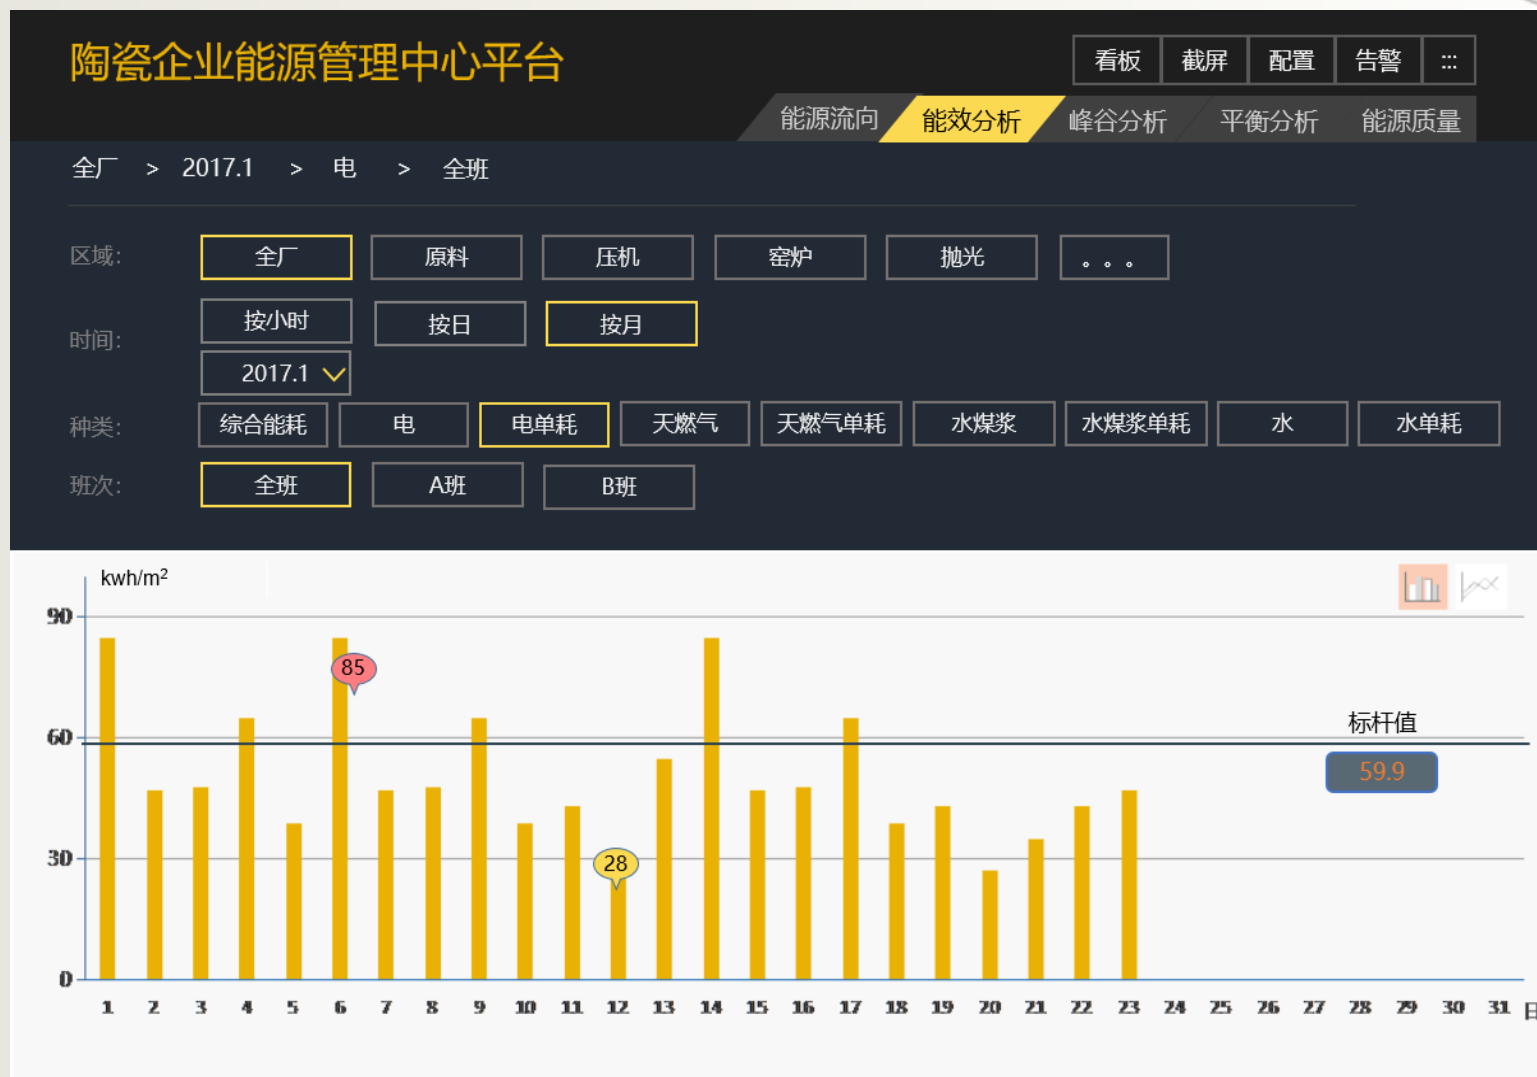 陶瓷企业能源管理中心平台
看板 截屏 配置 告警 :::
能源流向 能效分析 峰谷分析 平衡分析 能源质量
全厂 > 2017.1 > 电 > 全班
区域: 全厂 原料 压机 窑炉 抛光 。。。
时间: 按小时 按日 按月
2017.1
种类: 综合能耗 电 电单耗 天燃气 天燃气单耗 水煤浆 水煤浆单耗 水 水单耗
班次: 全班 A班 B班
kwh/m²
90
85
60
标杆值
59.9
30
28
0
1 2 3 4 5 6 7 8 9 10 11 12 13 14 15 16 17 18 19 20 21 22 23 24 25 26 27 28 29 30 31 日